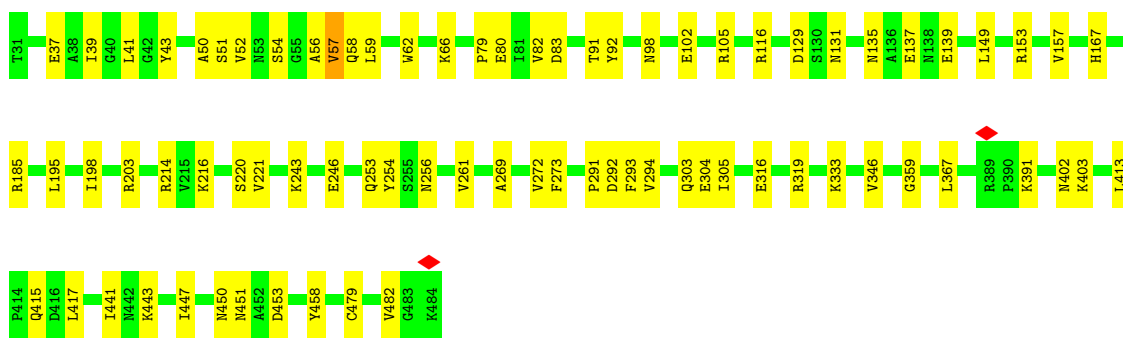 T31 E37 A38 I39 G40 L41 G42 Y43 A50 S51 V52 N53 S54 G55 A56 V57 Q58 L59 W62 K66 P79 E80 I81 V82 D83 T91 Y92 N98 E102 R105 R116 D129 S130 N131 N135 A136 E137 N138 E139 L149 R153 V157 H167
R185 L195 I198 R203 R214 V215 K216 S220 V221 K243 E246 Q253 Y254 S255 N256 V261 A269 V272 F273 P291 D292 F293 V294 Q303 E304 I305 E316 R319 K333 V346 G359 L367 R389 P390 K391 N402 K403 L413
P414 Q415 D416 L417 I441 N442 K443 I447 N450 N451 A452 D453 Y458 C479 V482 G483 K484